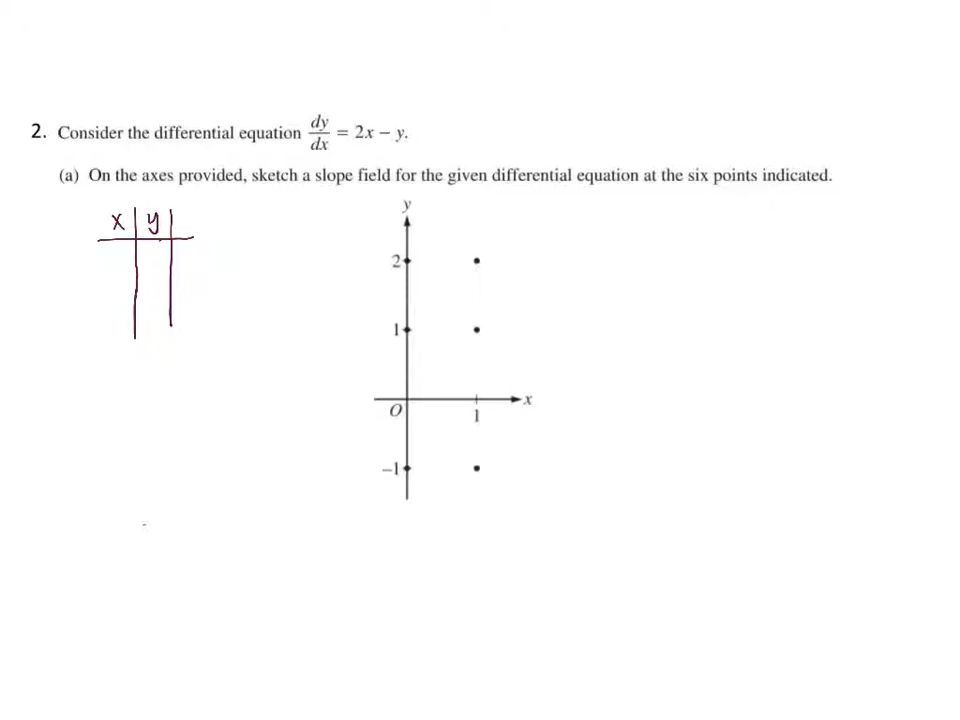 2. Consider the differential equation dy/dx = 2x − y.
(a) On the axes provided, sketch a slope field for the given differential equation at the six points indicated.
x y
y
2
1
O 1 x
−1